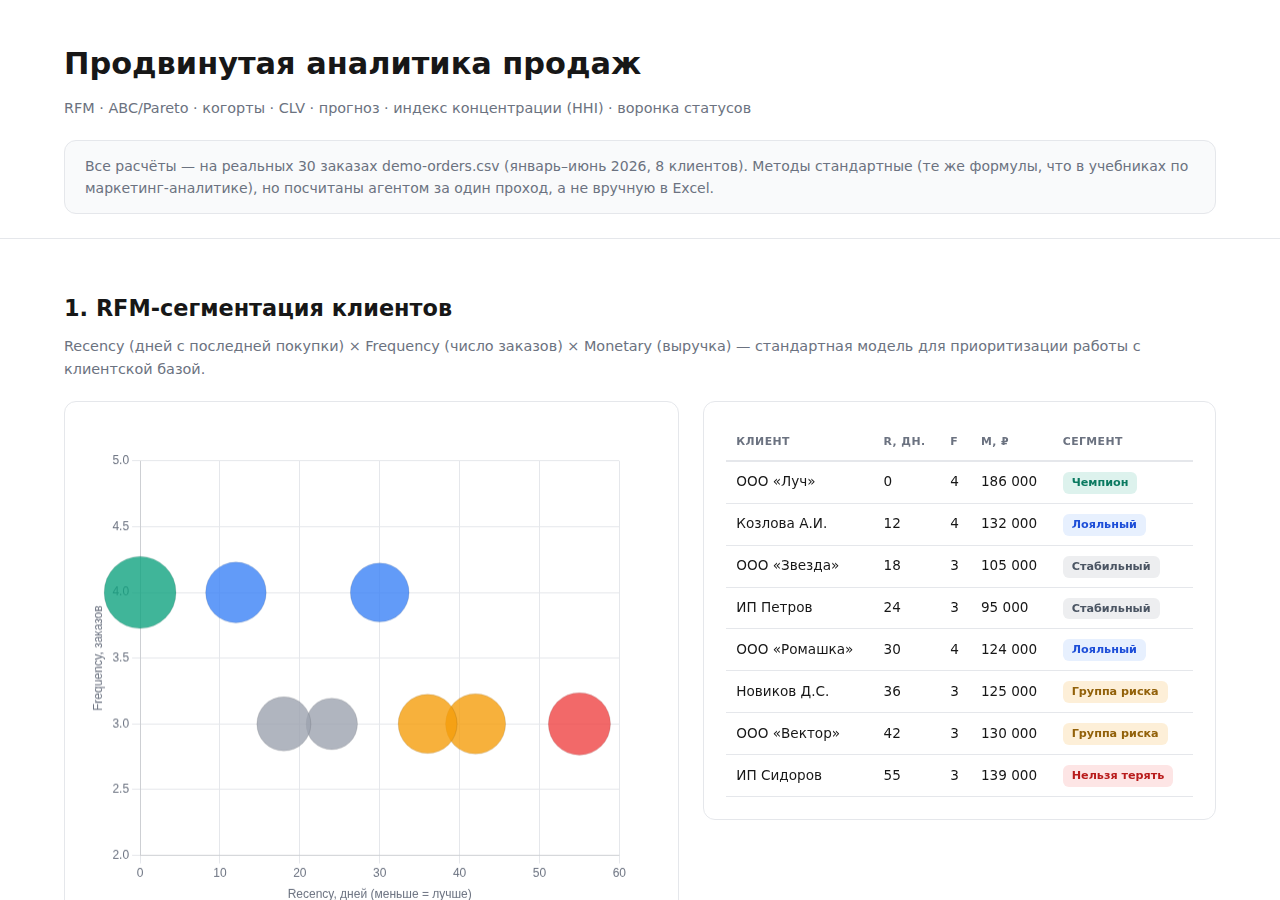 Продвинутая аналитика продаж
RFM · ABC/Pareto · когорты · CLV · прогноз · индекс концентрации (HHI) · воронка статусов
Все расчёты — на реальных 30 заказах demo-orders.csv (январь–июнь 2026, 8 клиентов). Методы стандартные (те же формулы, что в учебниках по
маркетинг-аналитике), но посчитаны агентом за один проход, а не вручную в Excel.
1. RFM-сегментация клиентов
Recency (дней с последней покупки) × Frequency (число заказов) × Monetary (выручка) — стандартная модель для приоритизации работы с
клиентской базой.
5.0
4.5
4.0
3.5
3.0
2.5
2.0
Frequency, заказов
0 10 20 30 40 50 60
Recency, дней (меньше = лучше)
КЛИЕНТ R, ДН. F M, ₽ СЕГМЕНТ
ООО «Луч» 0 4 186 000 Чемпион
Козлова А.И. 12 4 132 000 Лояльный
ООО «Звезда» 18 3 105 000 Стабильный
ИП Петров 24 3 95 000 Стабильный
ООО «Ромашка» 30 4 124 000 Лояльный
Новиков Д.С. 36 3 125 000 Группа риска
ООО «Вектор» 42 3 130 000 Группа риска
ИП Сидоров 55 3 139 000 Нельзя терять